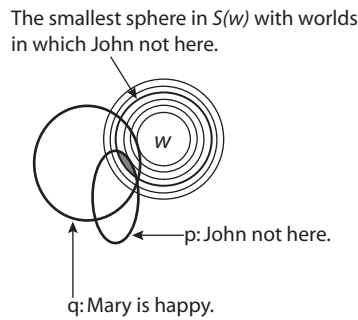 The smallest sphere in S(w) with worlds
in which John not here.
w
p: John not here.
q: Mary is happy.